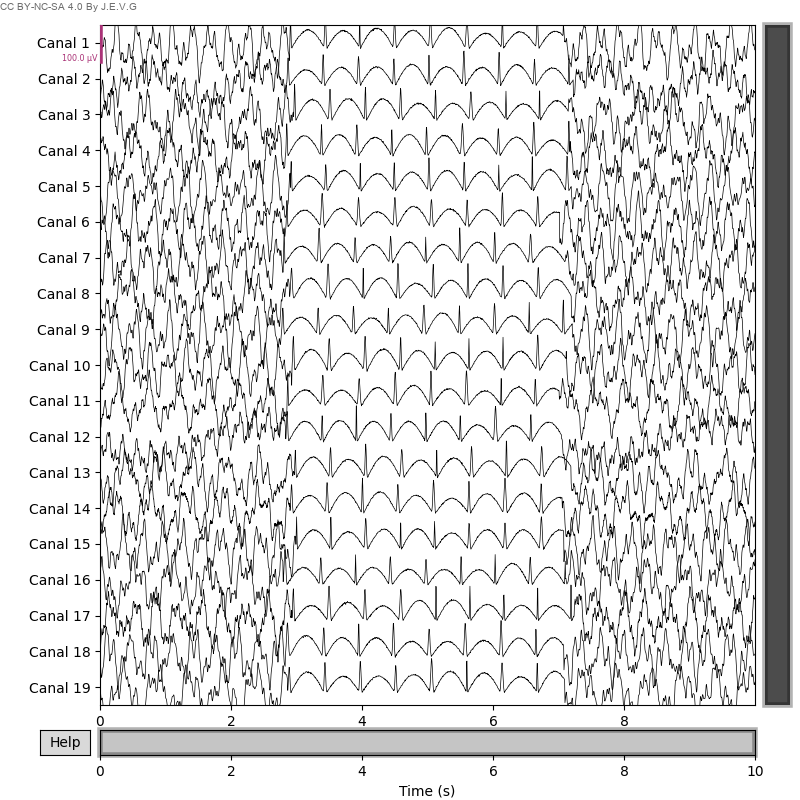 CC BY-NC-SA 4.0 By J.E.V.G
Canal 1
100.0 µV
Canal 2
Canal 3
Canal 4
Canal 5
Canal 6
Canal 7
Canal 8
Canal 9
Canal 10
Canal 11
Canal 12
Canal 13
Canal 14
Canal 15
Canal 16
Canal 17
Canal 18
Canal 19
0 2 4 6 8
Help
0 2 4 6 8 10
Time (s)